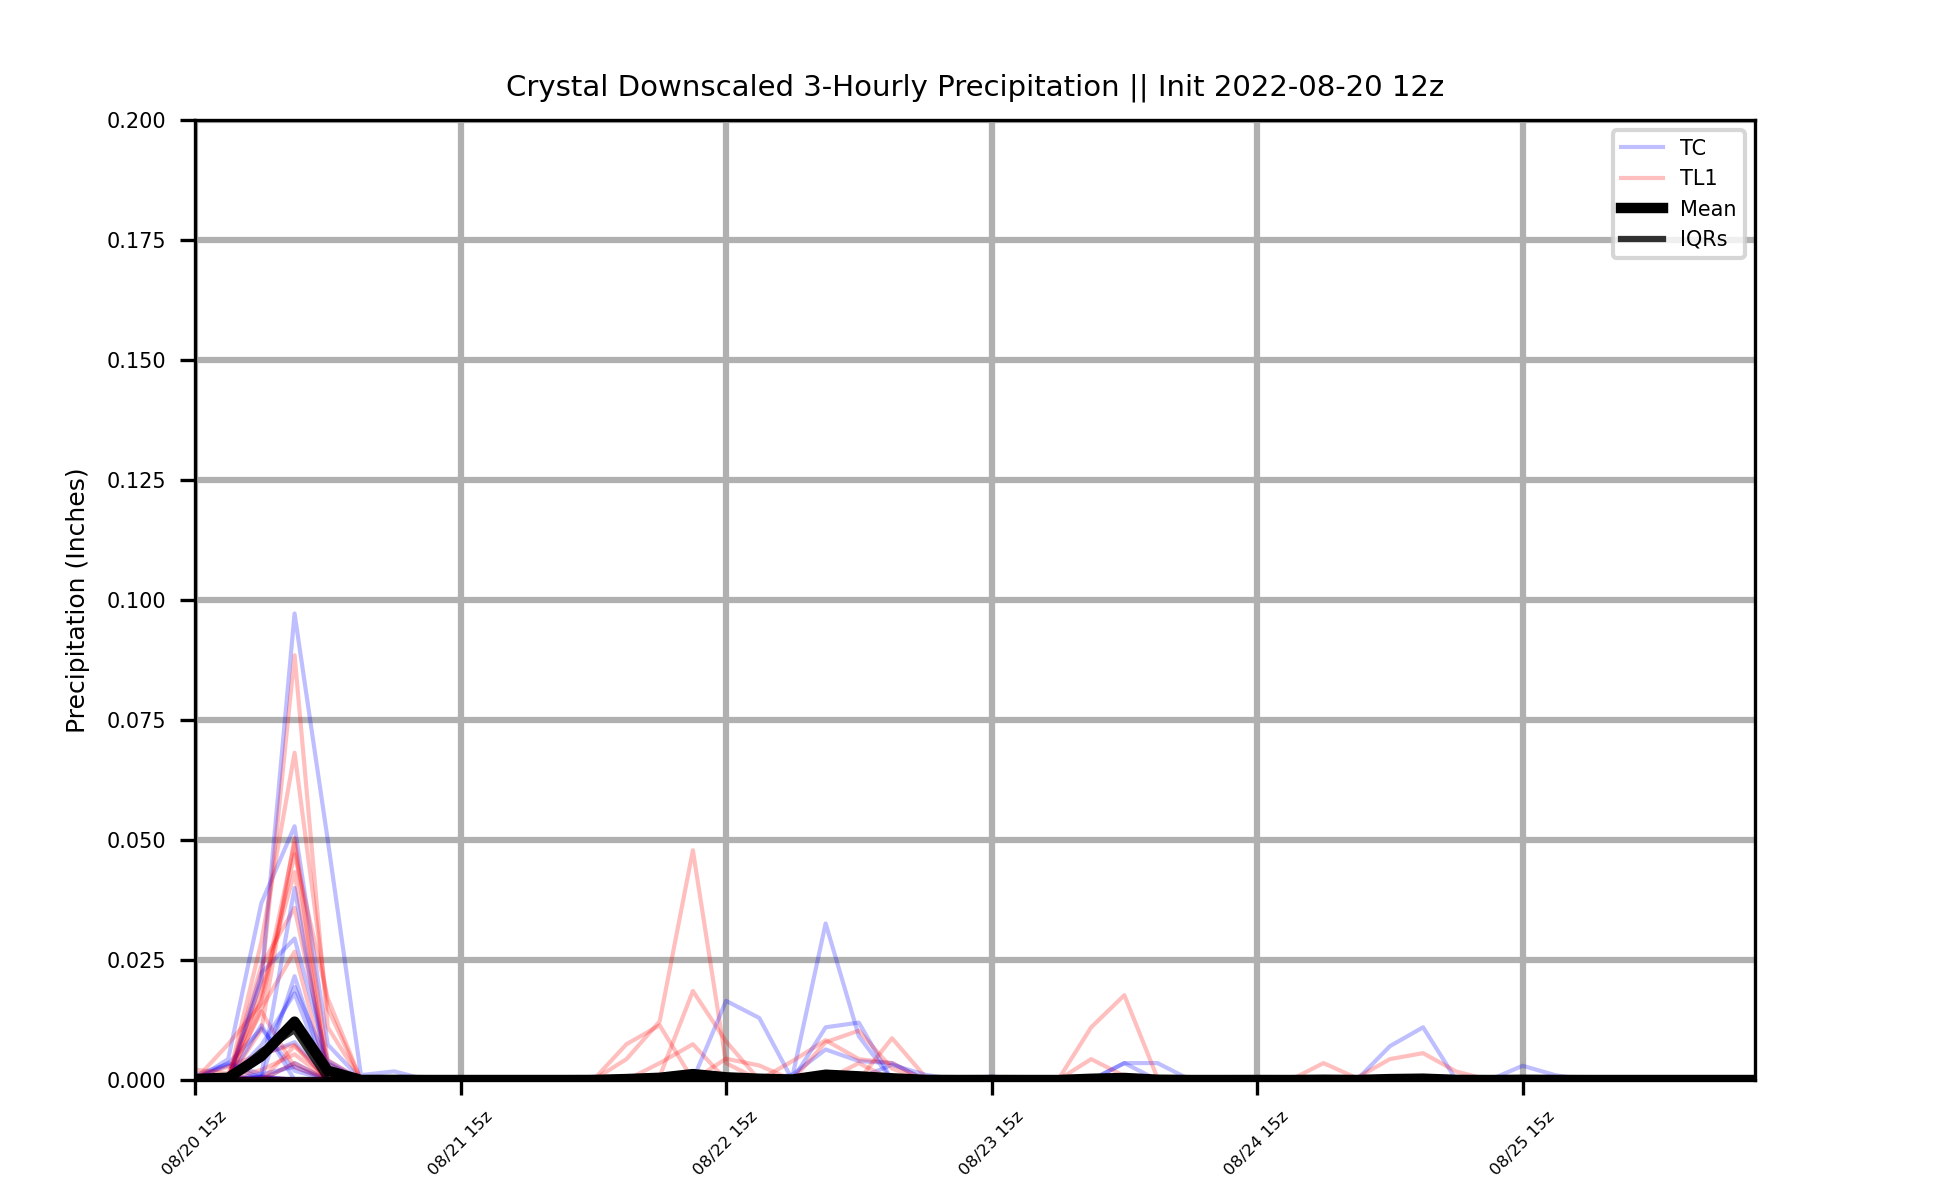 Crystal Downscaled 3-Hourly Precipitation || Init 2022-08-20 12z
0.200
0.175
0.150
0.125
0.100
0.075
0.050
0.025
0.000
Precipitation (Inches)
TC
TL1
Mean
IQRs
08/20 15z
08/21 15z
08/22 15z
08/23 15z
08/24 15z
08/25 15z